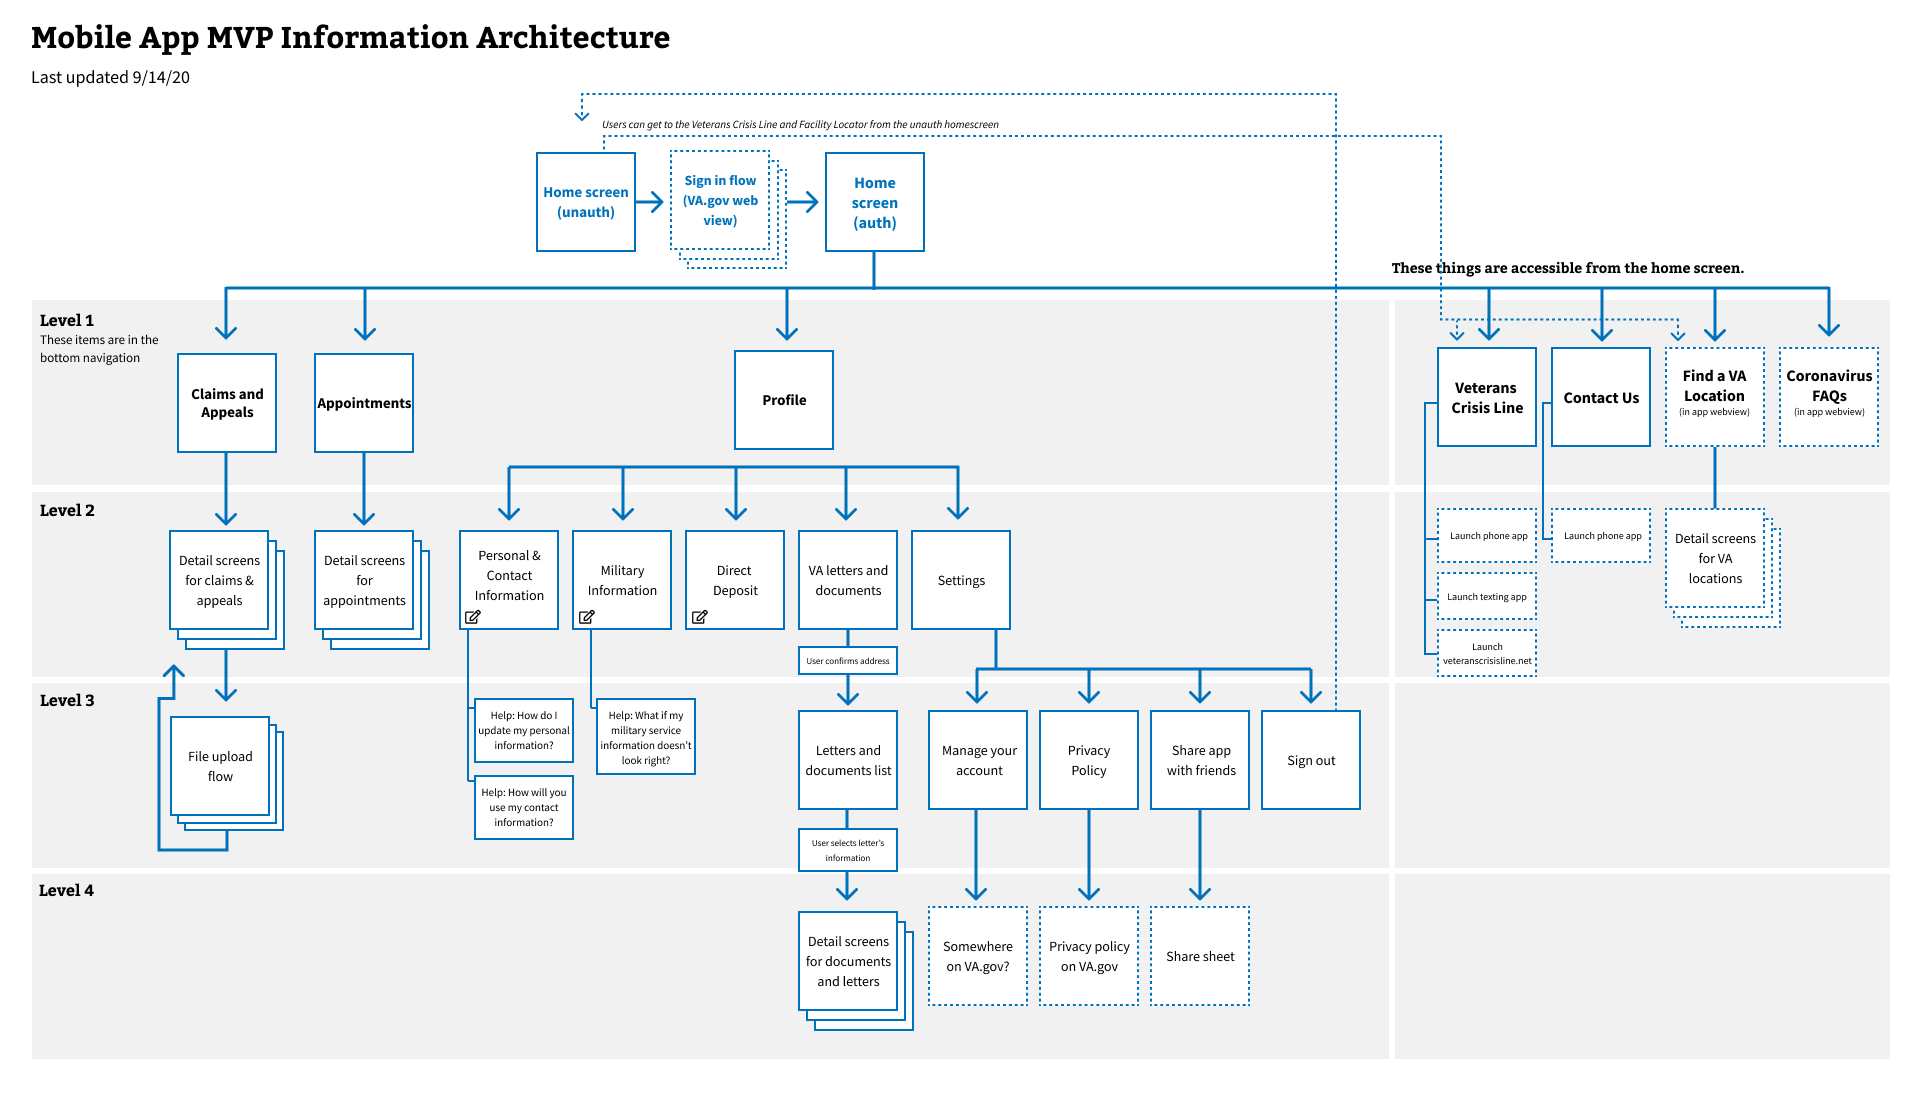 Mobile App MVP Information Architecture
Last updated 9/14/20
Users can get to the Veterans Crisis Line and Facility Locator from the unauth homescreen
Home screen
(unauth)
Sign in flow
(VA.gov web
view)
Home
screen
(auth)
These things are accessible from the home screen.
Level 1
These items are in the
bottom navigation
Claims and
Appeals
Appointments
Profile
Veterans
Crisis Line
Contact Us
Find a VA
Location
(in app webview)
Coronavirus
FAQs
(in app webview)
Level 2
Detail screens
for claims &
appeals
Detail screens
for
appointments
Personal &
Contact
Information
Military
Information
Direct
Deposit
VA letters and
documents
Settings
User confirms address
Launch phone app
Launch texting app
Launch
veteranscrisisline.net
Launch phone app
Detail screens
for VA
locations
Level 3
File upload
flow
Help: How do I
update my personal
information?
Help: How will you
use my contact
information?
Help: What if my
military service
information doesn't
look right?
Letters and
documents list
Manage your
account
Privacy
Policy
Share app
with friends
Sign out
User selects letter's
information
Level 4
Detail screens
for documents
and letters
Somewhere
on VA.gov?
Privacy policy
on VA.gov
Share sheet